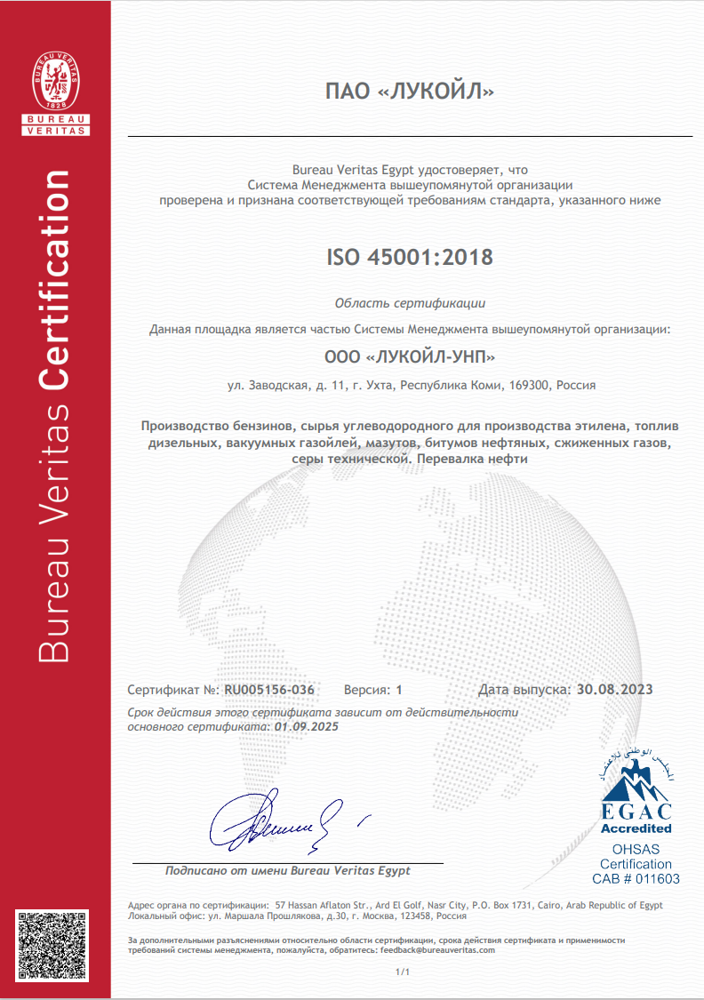 BUREAU VERITAS
1828
BUREAU
VERITAS
Bureau Veritas Certification
ПАО «ЛУКОЙЛ»
Bureau Veritas Egypt удостоверяет, что
Система Менеджмента вышеупомянутой организации
проверена и признана соответствующей требованиям стандарта, указанного ниже
ISO 45001:2018
Область сертификации
Данная площадка является частью Системы Менеджмента вышеупомянутой организации:
ООО «ЛУКОЙЛ-УНП»
ул. Заводская, д. 11, г. Ухта, Республика Коми, 169300, Россия
Производство бензинов, сырья углеводородного для производства этилена, топлив
дизельных, вакуумных газойлей, мазутов, битумов нефтяных, сжиженных газов,
серы технической. Перевалка нефти
Сертификат №: RU005156-036 Версия: 1 Дата выпуска: 30.08.2023
Срок действия этого сертификата зависит от действительности
основного сертификата: 01.09.2025
المجلس الوطني للاعتماد
EGAC
Accredited
OHSAS
Certification
CAB # 011603
Подписано от имени Bureau Veritas Egypt
Адрес органа по сертификации: 57 Hassan Aflaton Str., Ard El Golf, Nasr City, P.O. Box 1731, Cairo, Arab Republic of Egypt
Локальный офис: ул. Маршала Прошлякова, д.30, г. Москва, 123458, Россия
За дополнительными разъяснениями относительно области сертификации, срока действия сертификата и применимости
требований системы менеджмента, пожалуйста, обратитесь: feedback@bureauveritas.com
1/1